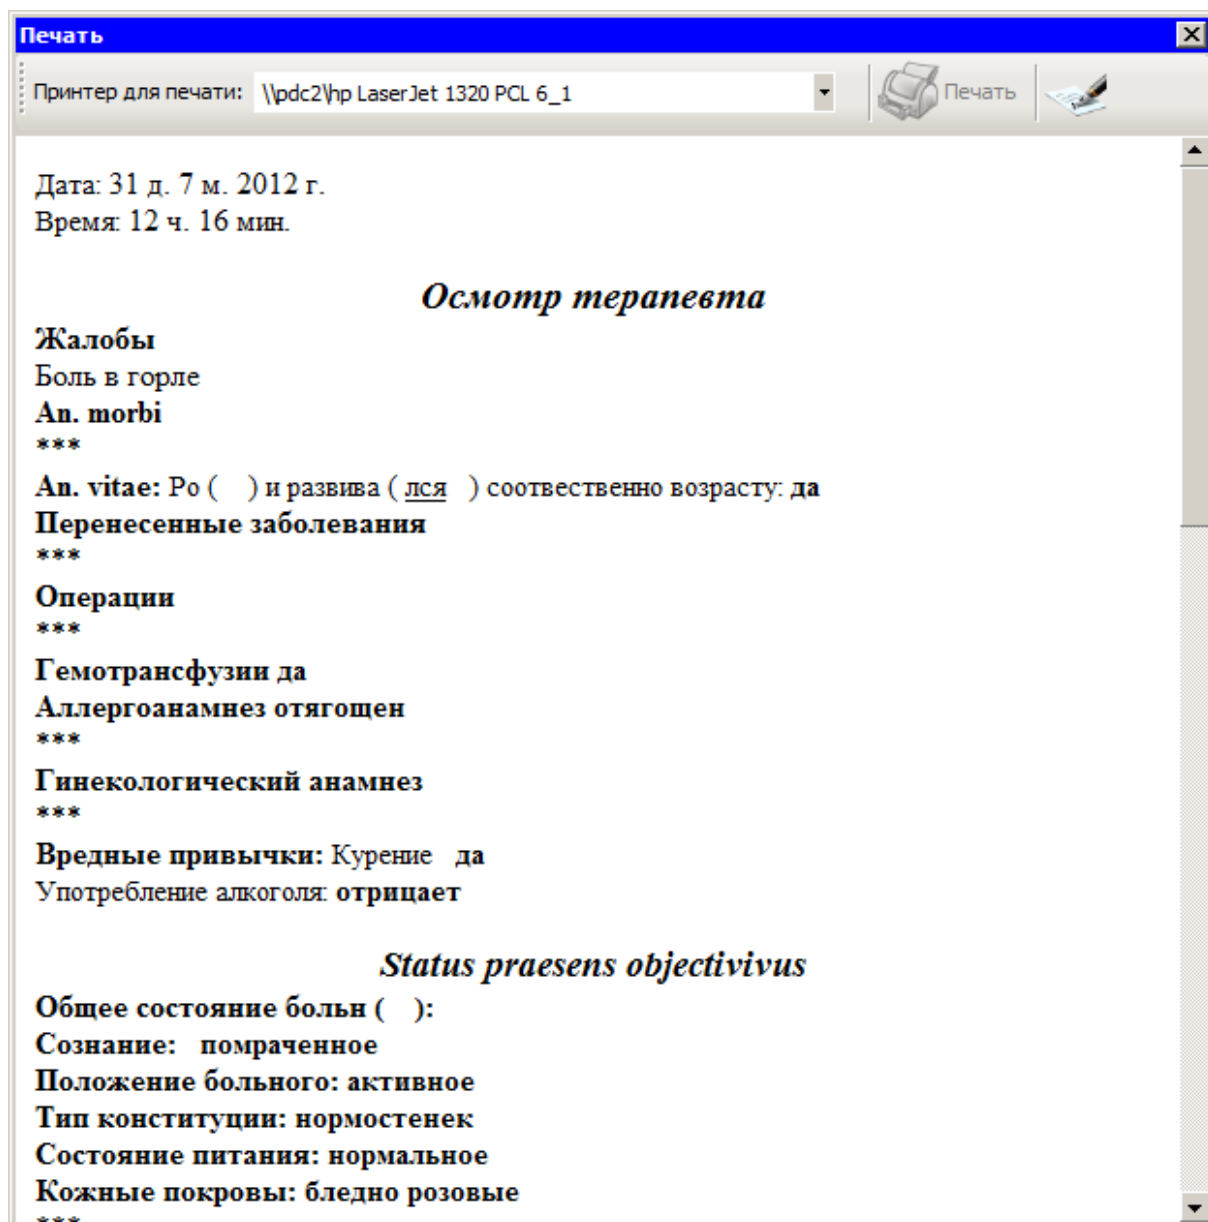 Печать
Принтер для печати: \\pdc2\hp LaserJet 1320 PCL 6_1 Печать
Дата: 31 д. 7 м. 2012 г.
Время: 12 ч. 16 мин.
Осмотр терапевта
Жалобы
Боль в горле
An. morbi
***
An. vitae: Ро ( ) и развива ( лся ) соотвественно возрасту: да
Перенесенные заболевания
***
Операции
***
Гемотрансфузии да
Аллергоанамнез отягощен
***
Гинекологический анамнез
***
Вредные привычки: Курение да
Употребление алкоголя: отрицает
Status praesens objectivivus
Общее состояние больн ( ):
Сознание: помраченное
Положение больного: активное
Тип конституции: нормостенек
Состояние питания: нормальное
Кожные покровы: бледно розовые
***